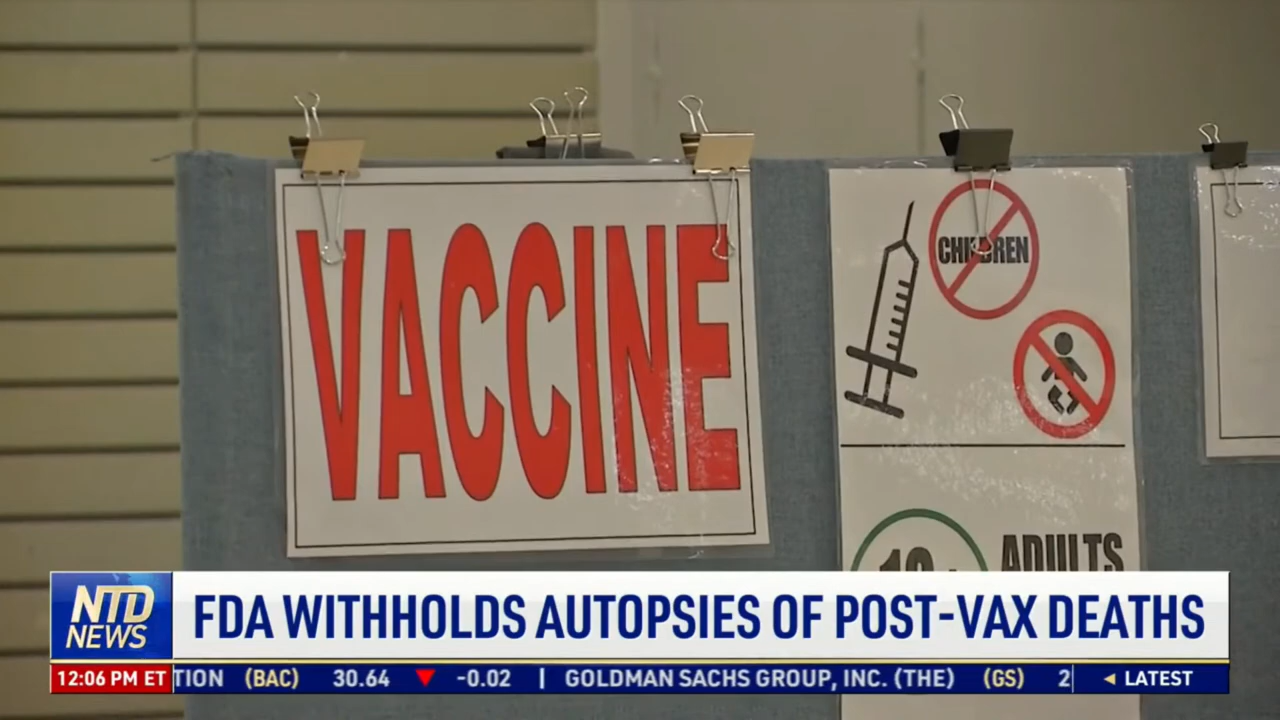 VACCINE
CHILDREN
ADULTS
NTD
NEWS
FDA WITHHOLDS AUTOPSIES OF POST-VAX DEATHS
12:06 PM ET
TION (BAC) 30.64 ▼ -0.02 | GOLDMAN SACHS GROUP, INC. (THE) (GS) 2
◄ LATEST